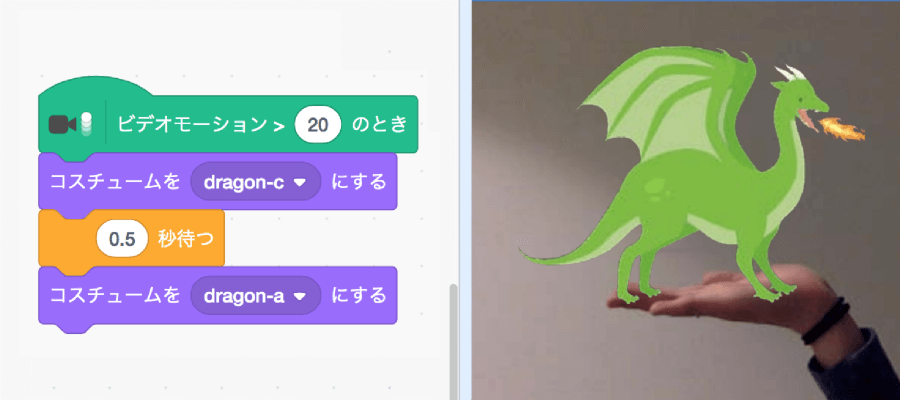 ビデオモーション > 20 のとき
コスチュームを dragon-c にする
0.5 秒待つ
コスチュームを dragon-a にする